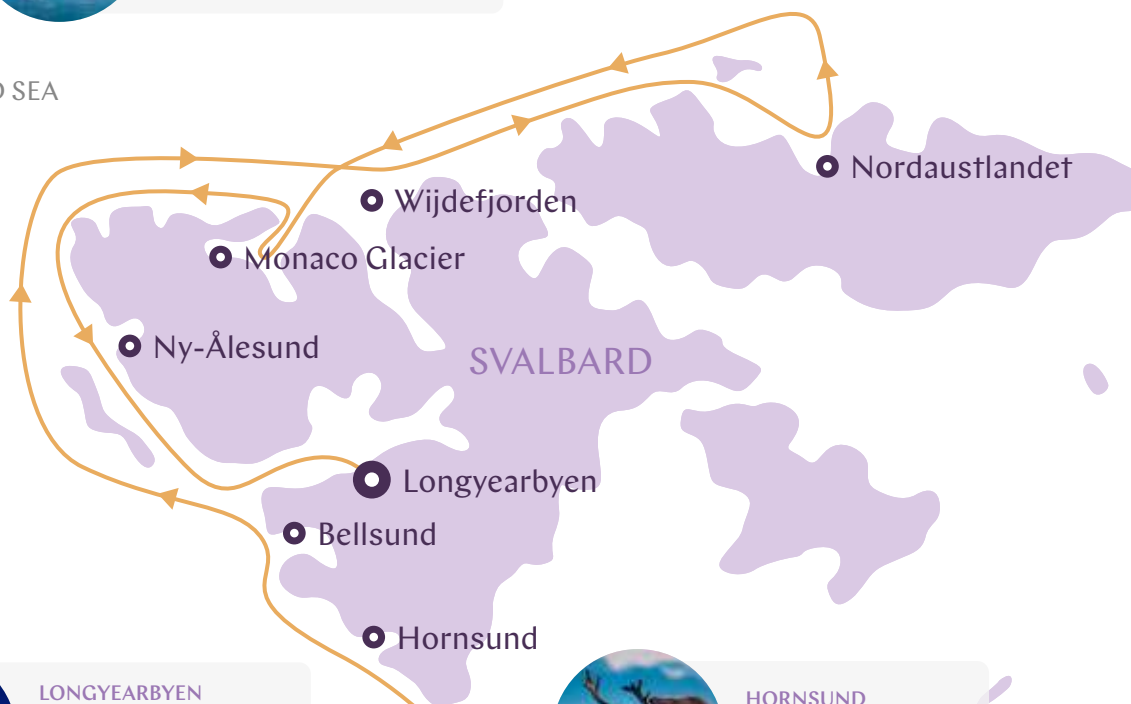 SEA
Nordaustlandet
Wijdefjorden
Monaco Glacier
Ny-Ålesund
SVALBARD
Longyearbyen
Bellsund
Hornsund
LONGYEARBYEN
HORNSUND